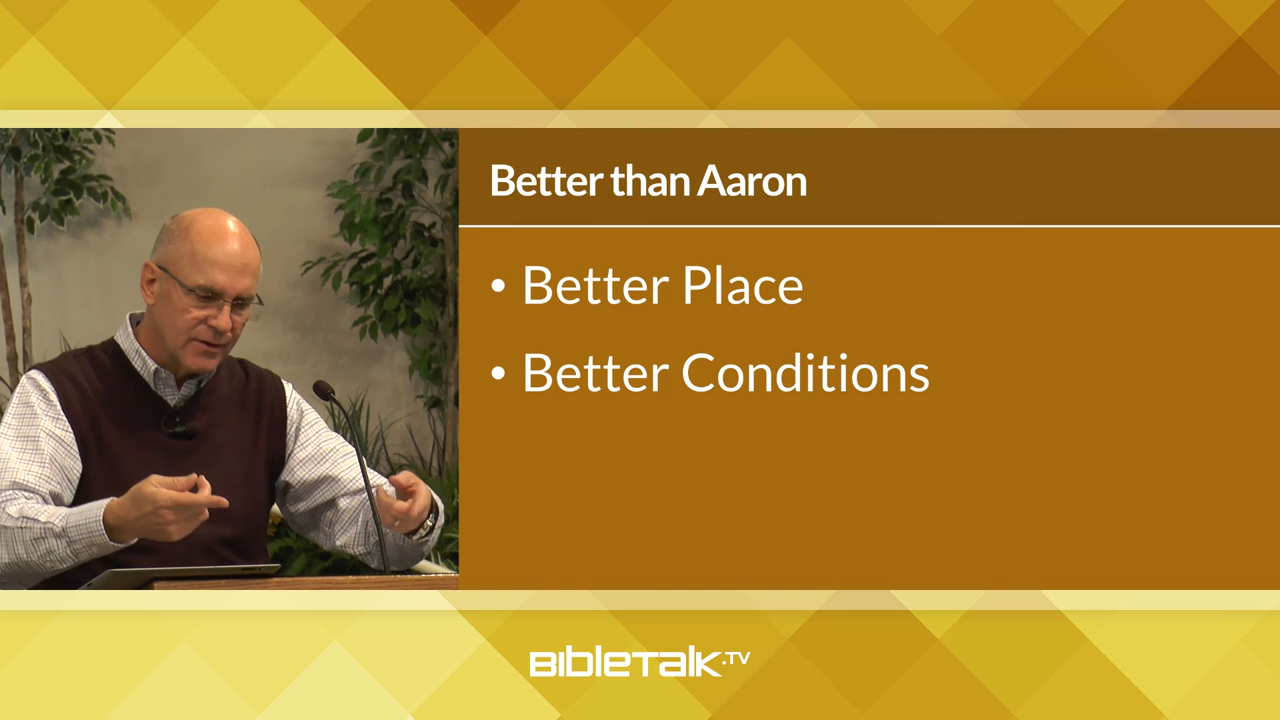 Better than Aaron
• Better Place
• Better Conditions
BIBLETALK.TV